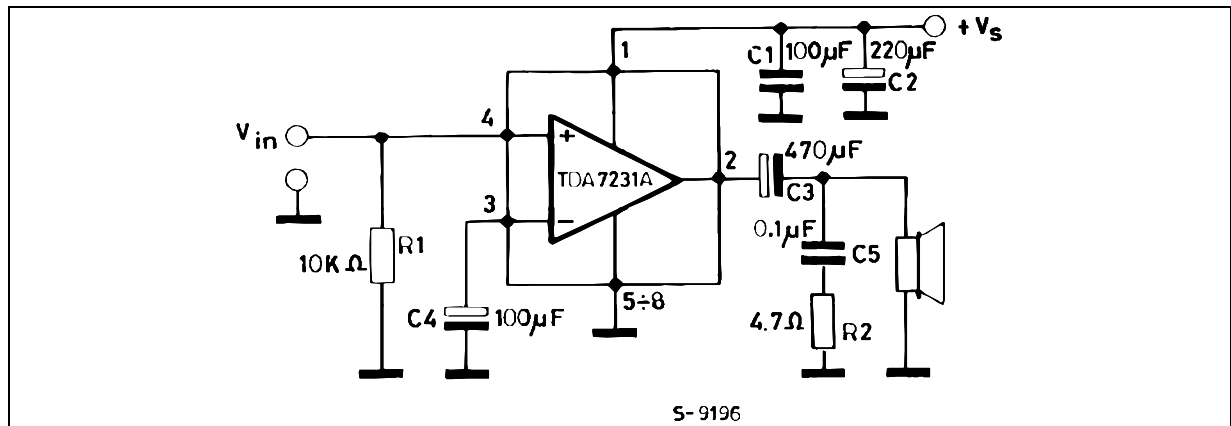 + Vs
1
C1
100µF
220µF
C2
4
Vin
+
TDA7231A
2
470µF
C3
3
–
0.1µF
C5
R1
10KΩ
C4
100µF
5÷8
4.7Ω
R2
S-9196